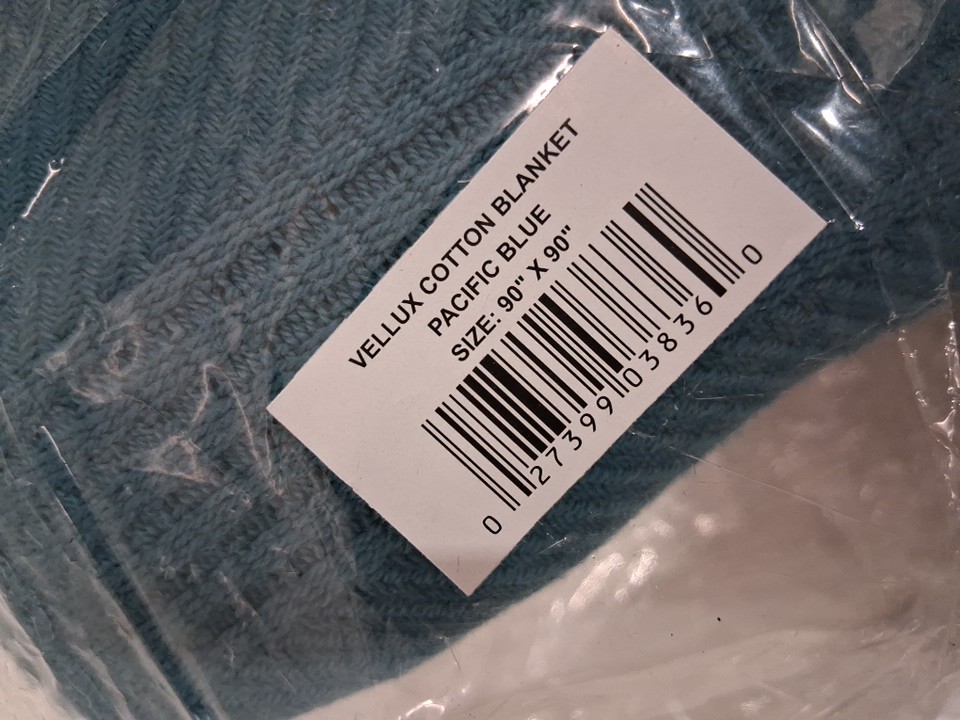 VELLUX COTTON BLANKET
PACIFIC BLUE
SIZE: 90" X 90"
0 27399 03836 0